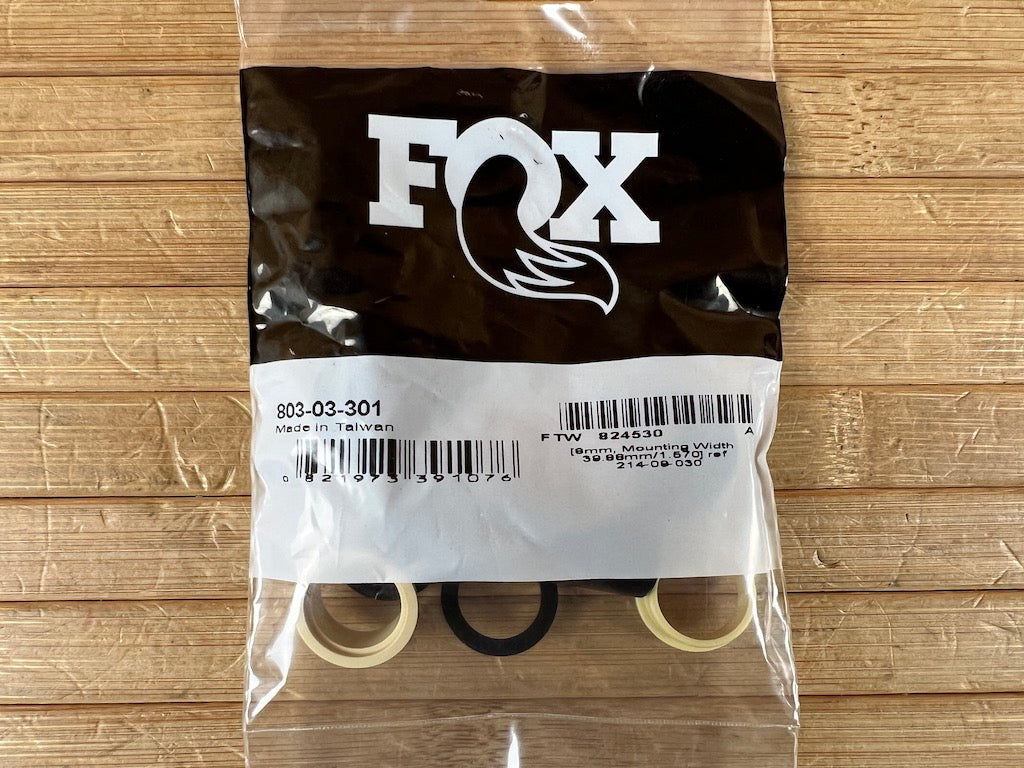 FOX
803-03-301
Made in Taiwan
0 821973 391076
FTW 824530 A
[8mm, Mounting Width
39.88mm/1.570] ref
214-09-030